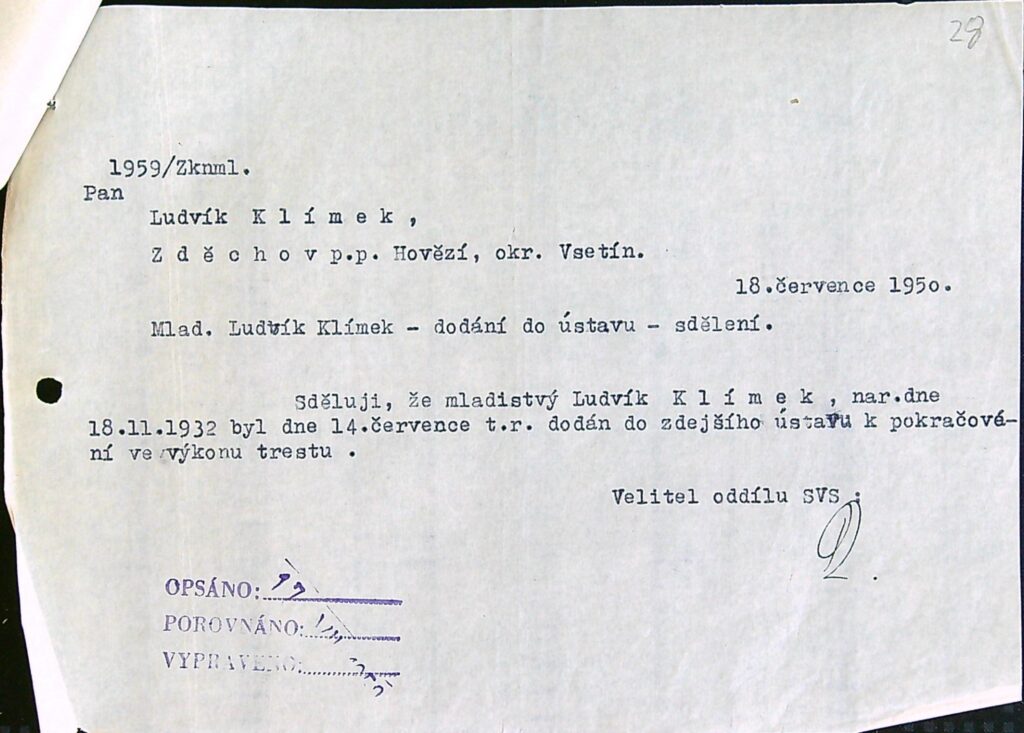 28
1959/Zknml.
Pan
Ludvík K l í m e k ,
Z d ě c h o v p.p. Hovězí, okr. Vsetín.
18.července 195o.
Mlad. Ludvík Klímek - dodání do ústavu - sdělení.
Sděluji, že mladistvý Ludvík K l í m e k , nar.dne
18.11.1932 byl dne 14.července t.r. dodán do zdejšího ústavu k pokračová-
ní ve výkonu trestu .
Velitel oddílu SVS :
OPSÁNO:
POROVNÁNO:
VYPRAVENO: